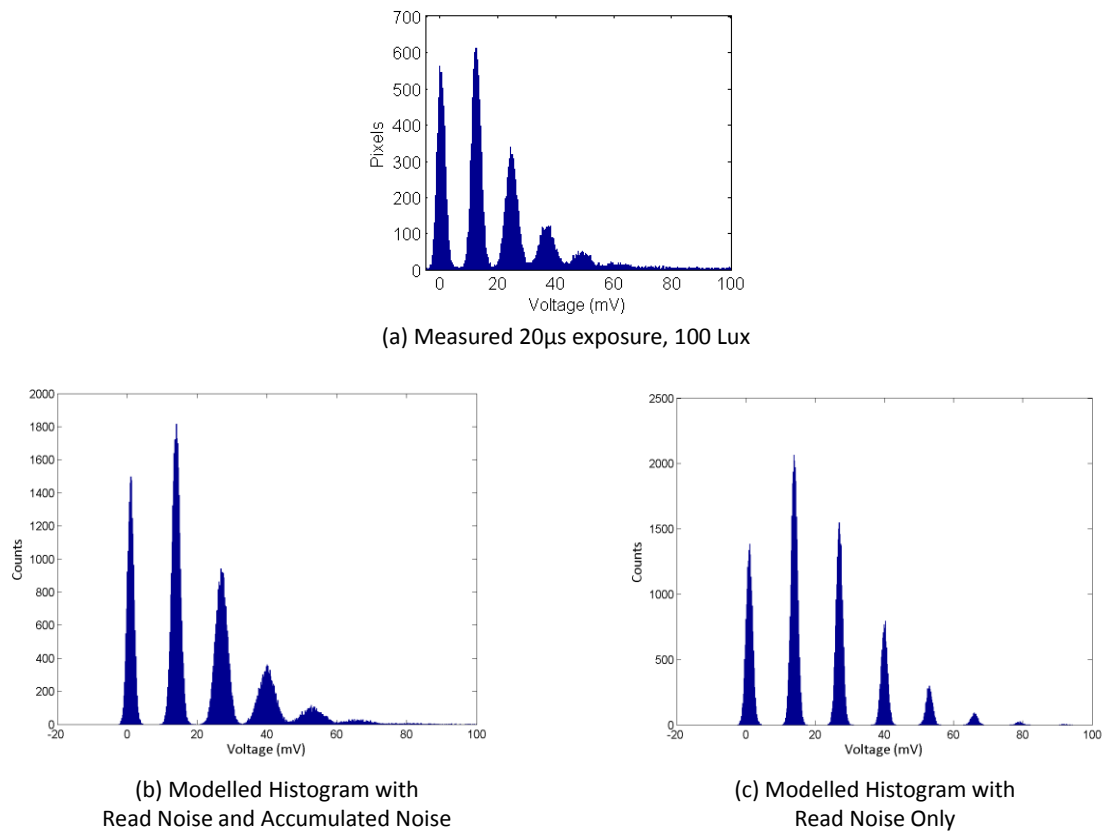 700
600
500
400
300
200
100
0
Pixels
0 20 40 60 80 100
Voltage (mV)
(a) Measured 20µs exposure, 100 Lux
2000
1800
1600
1400
1200
1000
800
600
400
200
0
Counts
-20 0 20 40 60 80 100
Voltage (mV)
(b) Modelled Histogram with
Read Noise and Accumulated Noise
2500
2000
1500
1000
500
0
Counts
-20 0 20 40 60 80 100
Voltage (mV)
(c) Modelled Histogram with
Read Noise Only